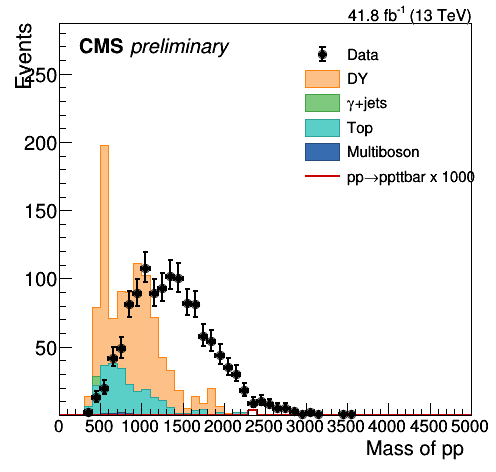 41.8 fb⁻¹ (13 TeV)
CMS preliminary
Events
Data
DY
γ+jets
Top
Multiboson
pp→ppttbar x 1000
250
200
150
100
50
0 500 1000 1500 2000 2500 3000 3500 4000 4500 5000
Mass of pp